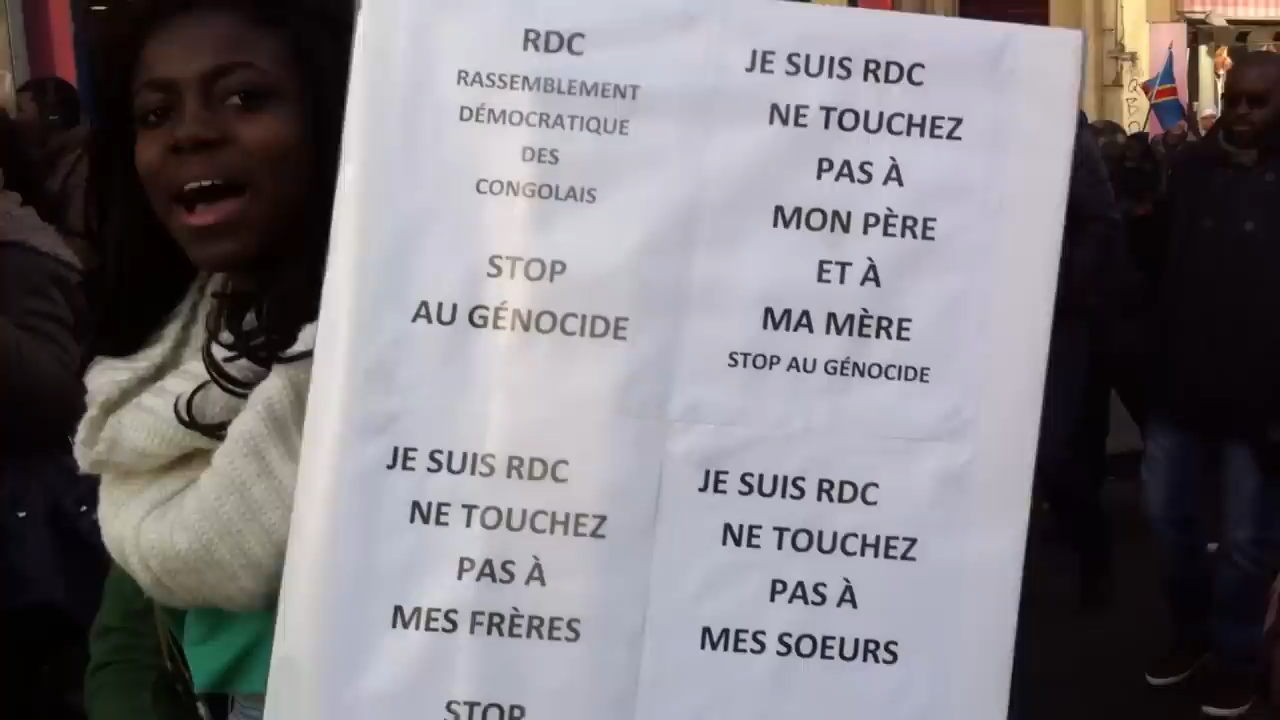 RDC
RASSEMBLEMENT
DÉMOCRATIQUE
DES
CONGOLAIS
STOP
AU GÉNOCIDE
JE SUIS RDC
NE TOUCHEZ
PAS À
MON PÈRE
ET À
MA MÈRE
STOP AU GÉNOCIDE
JE SUIS RDC
NE TOUCHEZ
PAS À
MES FRÈRES
STOP
JE SUIS RDC
NE TOUCHEZ
PAS À
MES SOEURS